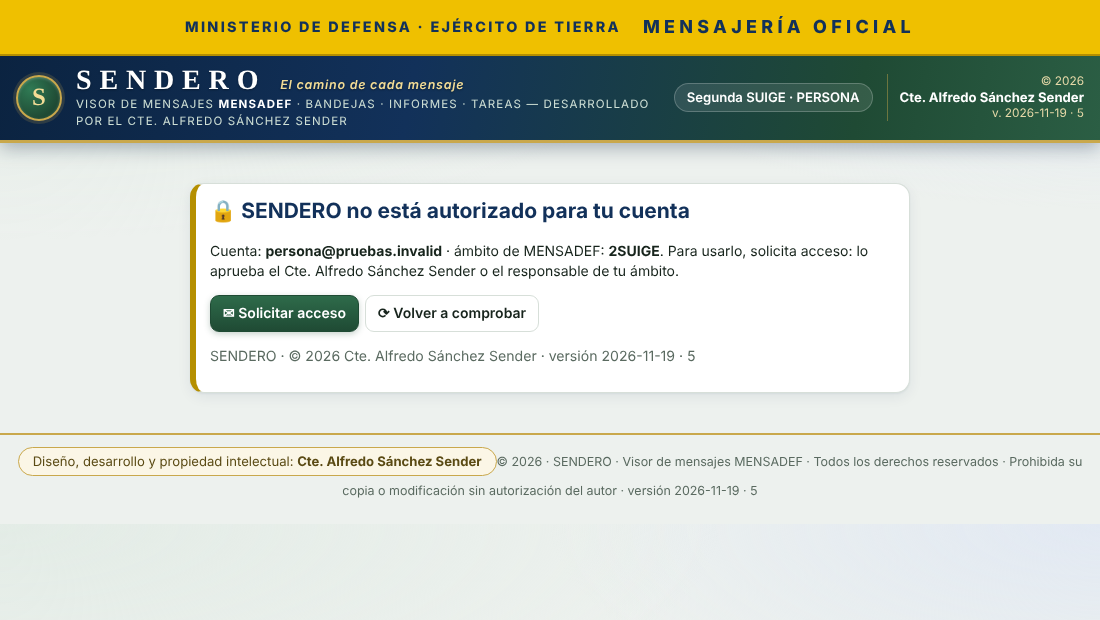 MINISTERIO DE DEFENSA · EJÉRCITO DE TIERRA MENSAJERÍA OFICIAL
S
SENDERO El camino de cada mensaje
VISOR DE MENSAJES MENSADEF · BANDEJAS · INFORMES · TAREAS — DESARROLLADO
POR EL CTE. ALFREDO SÁNCHEZ SENDER
Segunda SUIGE · PERSONA
© 2026
Cte. Alfredo Sánchez Sender
v. 2026-11-19 · 5
🔒 SENDERO no está autorizado para tu cuenta
Cuenta: persona@pruebas.invalid · ámbito de MENSADEF: 2SUIGE. Para usarlo, solicita acceso: lo
aprueba el Cte. Alfredo Sánchez Sender o el responsable de tu ámbito.
✉ Solicitar acceso ⟳ Volver a comprobar
SENDERO · © 2026 Cte. Alfredo Sánchez Sender · versión 2026-11-19 · 5
Diseño, desarrollo y propiedad intelectual: Cte. Alfredo Sánchez Sender © 2026 · SENDERO · Visor de mensajes MENSADEF · Todos los derechos reservados · Prohibida su
copia o modificación sin autorización del autor · versión 2026-11-19 · 5